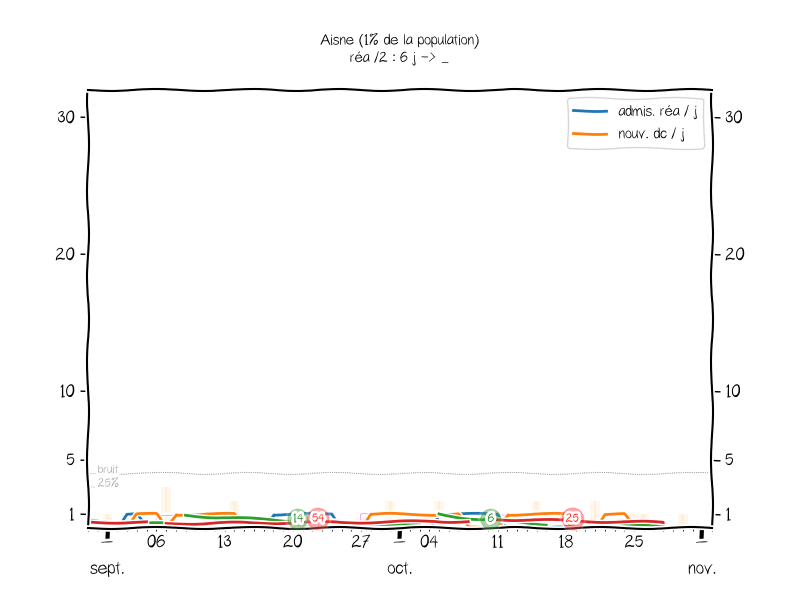 Aisne (1% de la population)
réa /2 : 6 j -> _
admis. réa / j
nouv. dc / j
30
30
20
20
10
10
5
5
bruit
25%
1
1
14
54
6
25
06
13
20
27
04
11
18
25
sept.
oct.
nov.